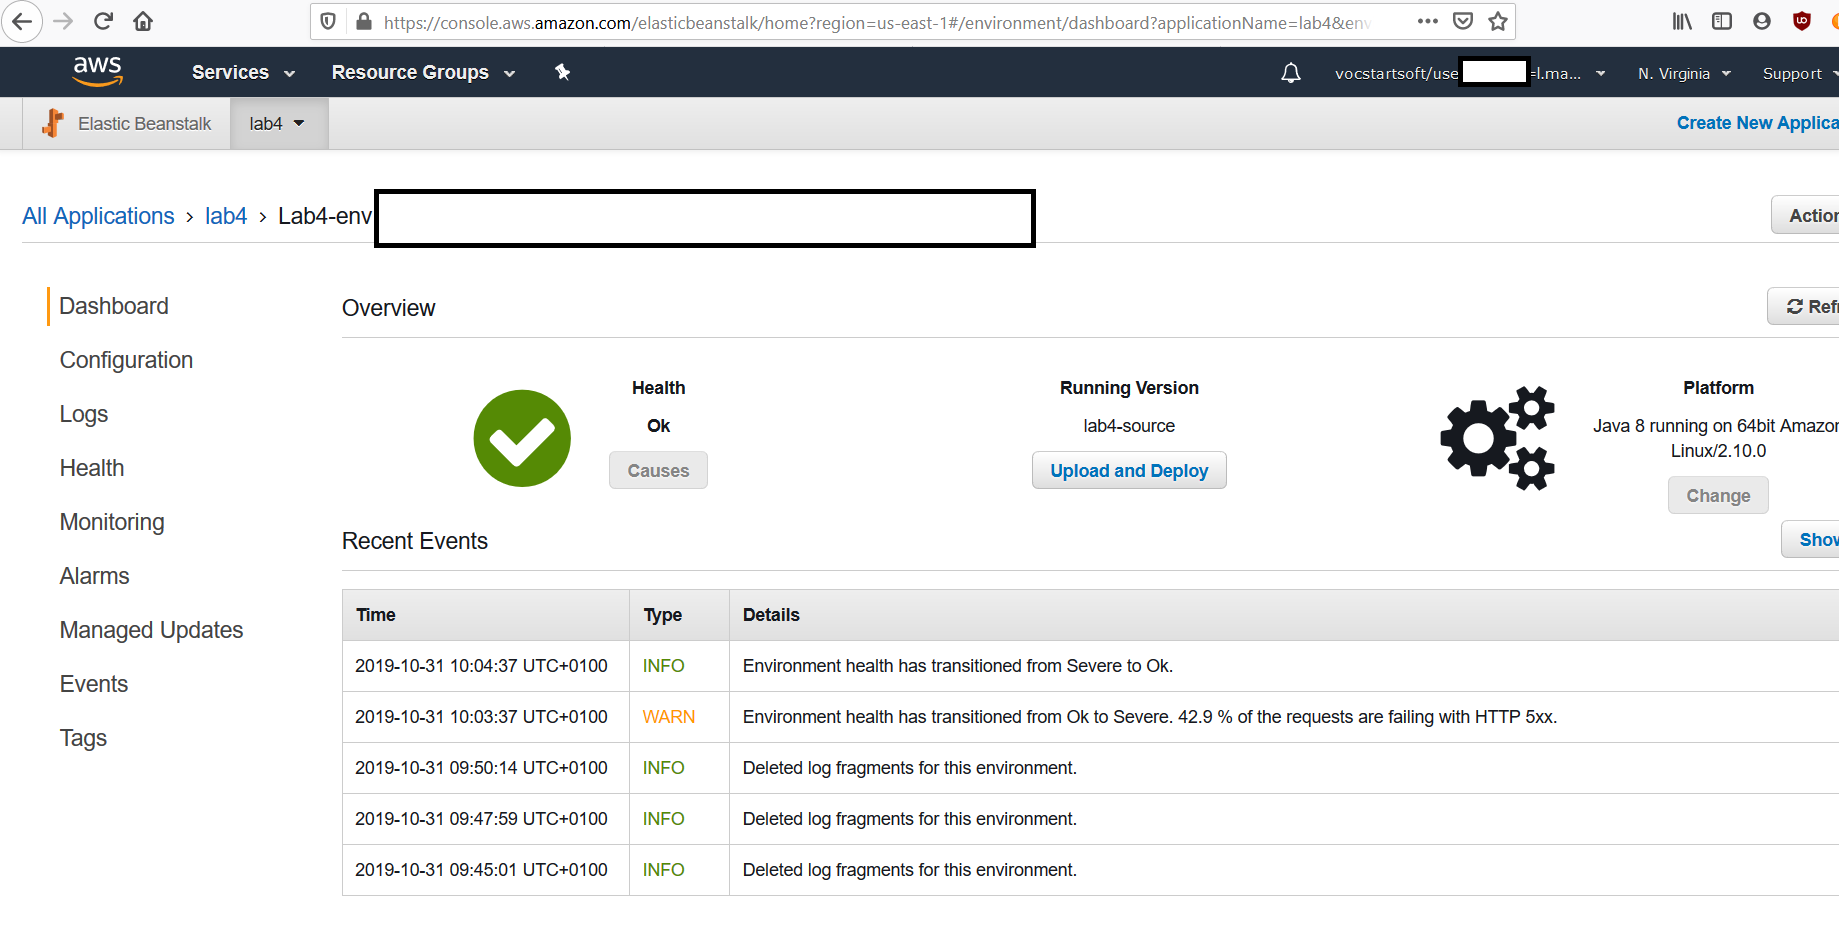 https://console.aws.amazon.com/elasticbeanstalk/home?region=us-east-1#/environment/dashboard?applicationName=lab4&env
aws Services Resource Groups vocstartsoft/use =l.ma... N. Virginia Support
Elastic Beanstalk lab4 Create New Applica
All Applications > lab4 > Lab4-env Action
Dashboard
Configuration
Logs
Health
Monitoring
Alarms
Managed Updates
Events
Tags
Overview Refr
Health
Ok
Causes
Running Version
lab4-source
Upload and Deploy
Platform
Java 8 running on 64bit Amazon
Linux/2.10.0
Change
Recent Events Show
Time Type Details
2019-10-31 10:04:37 UTC+0100 INFO Environment health has transitioned from Severe to Ok.
2019-10-31 10:03:37 UTC+0100 WARN Environment health has transitioned from Ok to Severe. 42.9 % of the requests are failing with HTTP 5xx.
2019-10-31 09:50:14 UTC+0100 INFO Deleted log fragments for this environment.
2019-10-31 09:47:59 UTC+0100 INFO Deleted log fragments for this environment.
2019-10-31 09:45:01 UTC+0100 INFO Deleted log fragments for this environment.